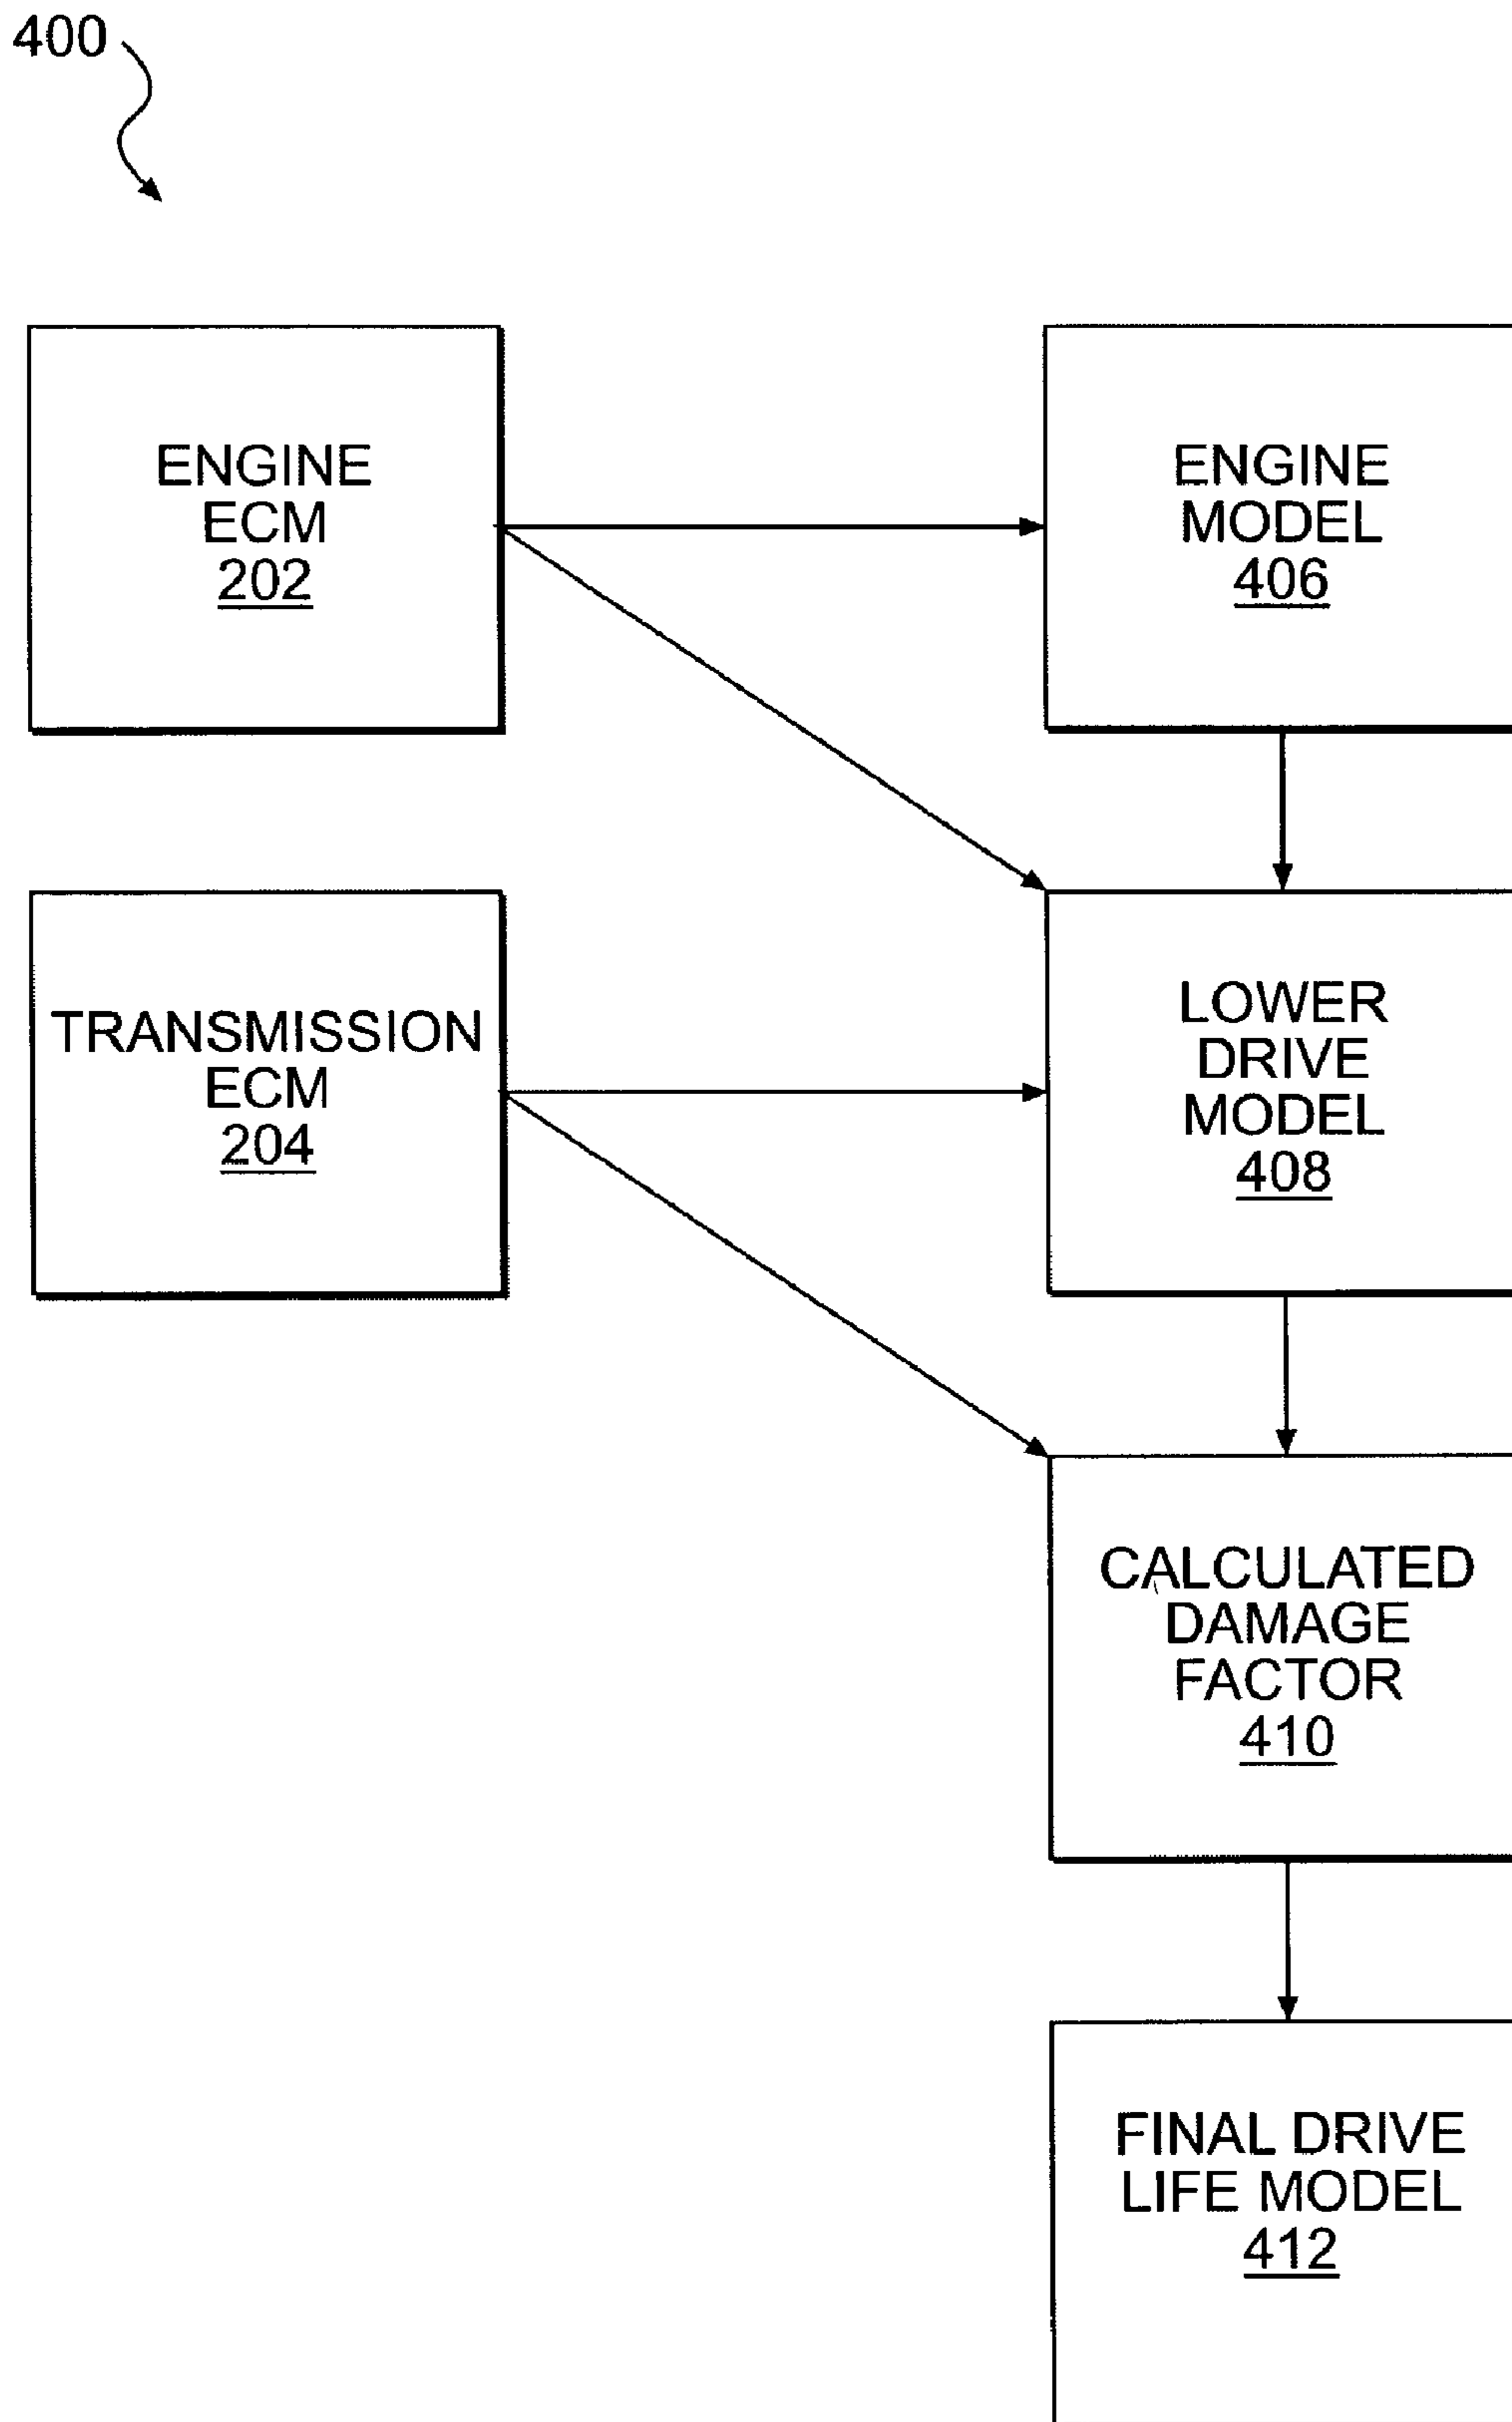 400
ENGINE
ECM
202
ENGINE
MODEL
406
TRANSMISSION
ECM
204
LOWER
DRIVE
MODEL
408
CALCULATED
DAMAGE
FACTOR
410
FINAL DRIVE
LIFE MODEL
412